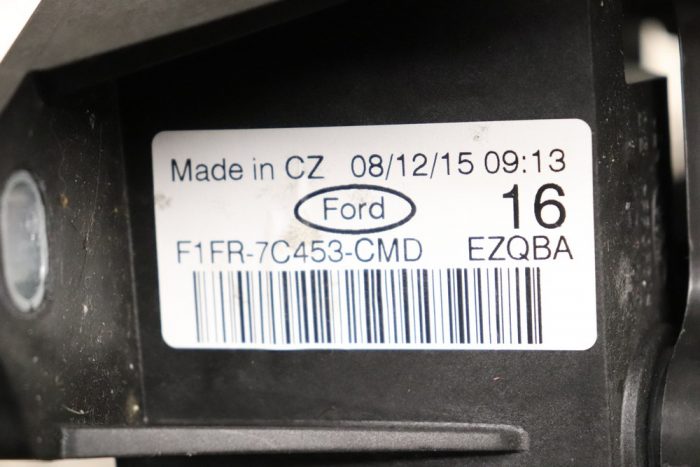 Made in CZ 08/12/15 09:13
Ford 16
F1FR-7C453-CMD EZQBA